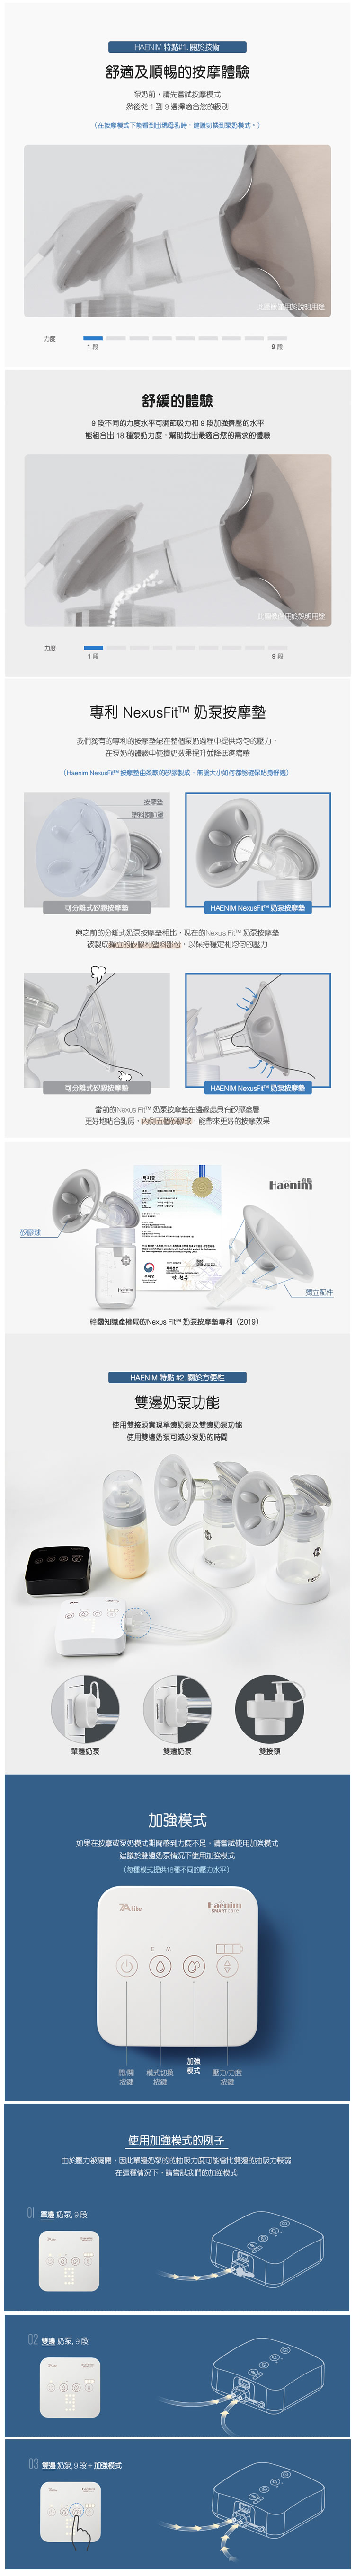 HAENIM 特點#1. 關於技術
舒適及順暢的按摩體驗
泵奶前，請先嘗試按摩模式
然後從 1 到 9 選擇適合您的級別
（在按摩模式下能看到出現母乳時，建議切換到泵奶模式。）
此圖像僅用於說明用途
力度
1 段
9 段
舒緩的體驗
9 段不同的力度水平可調節吸力和 9 段加強擠壓的水平
能組合出 18 種泵奶力度，幫助找出最適合您的需求的體驗
此圖像僅用於說明用途
力度
1 段
9 段
專利 NexusFit™ 奶泵按摩墊
我們獨有的專利的按摩墊能在整個泵奶過程中提供均勻的壓力，
在泵奶的體驗中使擠奶效果提升並降低疼痛感
（Haenim NexusFit™ 按摩墊由柔軟的矽膠製成，無論大小如何都能確保貼身舒適）
按摩墊
塑料喇叭罩
可分離式矽膠按摩墊
HAENIM NexusFit™ 奶泵按摩墊
與之前的分離式奶泵按摩墊相比，現在的Nexus Fit™ 奶泵按摩墊
被製成獨立的矽膠和塑料部份，以保持穩定和均勻的壓力
可分離式矽膠按摩墊
HAENIM NexusFit™ 奶泵按摩墊
當前的Nexus Fit™ 奶泵按摩墊在邊緣處具有矽膠塗層
更好地貼合乳房，內側五個矽膠球，能帶來更好的按摩效果
특허증
Haenim
矽膠球
獨立配件
韓國知識產權局的Nexus Fit™ 奶泵按摩墊專利（2019）
HAENIM 特點 #2. 關於方便性
雙邊奶泵功能
使用雙接頭實現單邊奶泵及雙邊奶泵功能
使用雙邊奶泵可減少泵奶的時間
單邊奶泵
雙邊奶泵
雙接頭
加強模式
如果在按摩或泵奶模式期間感到力度不足，請嘗試使用加強模式
建議於雙邊奶泵情況下使用加強模式
（每種模式提供18種不同的壓力水平）
7A like
Haenim
SMART care
E M
開/關
按鍵
模式切換
按鍵
加強
模式
壓力/力度
按鍵
使用加強模式的例子
由於壓力被隔開，因此單邊奶泵的的抽吸力度可能會比雙邊的抽吸力較弱
在這種情況下，請嘗試我們的加強模式
01 單邊 奶泵, 9 段
02 雙邊 奶泵, 9 段
03 雙邊 奶泵, 9 段 + 加強模式